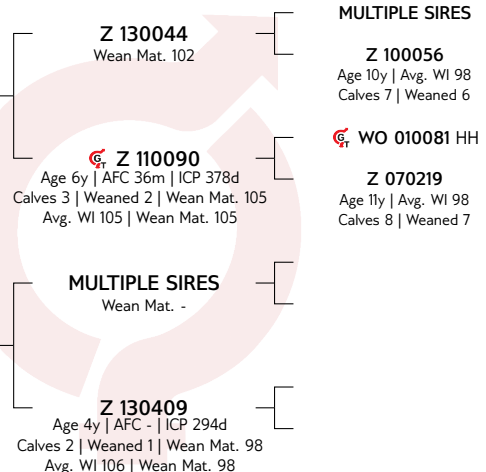 Z 130044
Wean Mat. 102
MULTIPLE SIRES
Z 100056
Age 10y | Avg. WI 98
Calves 7 | Weaned 6
GT Z 110090
Age 6y | AFC 36m | ICP 378d
Calves 3 | Weaned 2 | Wean Mat. 105
Avg. WI 105 | Wean Mat. 105
GT WO 010081 HH
Z 070219
Age 11y | Avg. WI 98
Calves 8 | Weaned 7
MULTIPLE SIRES
Wean Mat. -
Z 130409
Age 4y | AFC - | ICP 294d
Calves 2 | Weaned 1 | Wean Mat. 98
Avg. WI 106 | Wean Mat. 98